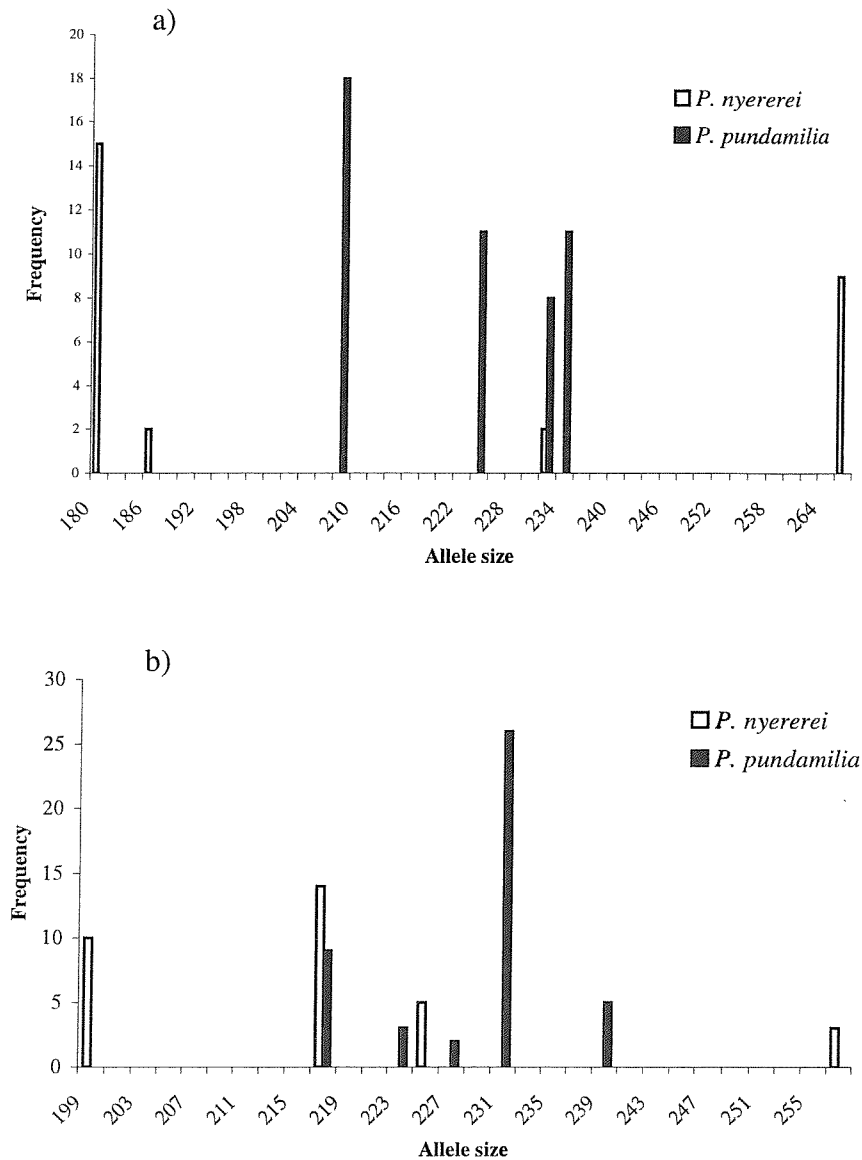 a)
20
18
16
14
12
10
8
6
4
2
0
Frequency
P. nyererei
P. pundamilia
180 186 192 198 204 210 216 222 228 234 240 246 252 258 264
Allele size
b)
30
25
20
15
10
5
0
Frequency
P. nyererei
P. pundamilia
199 203 207 211 215 219 223 227 231 235 239 243 247 251 255
Allele size